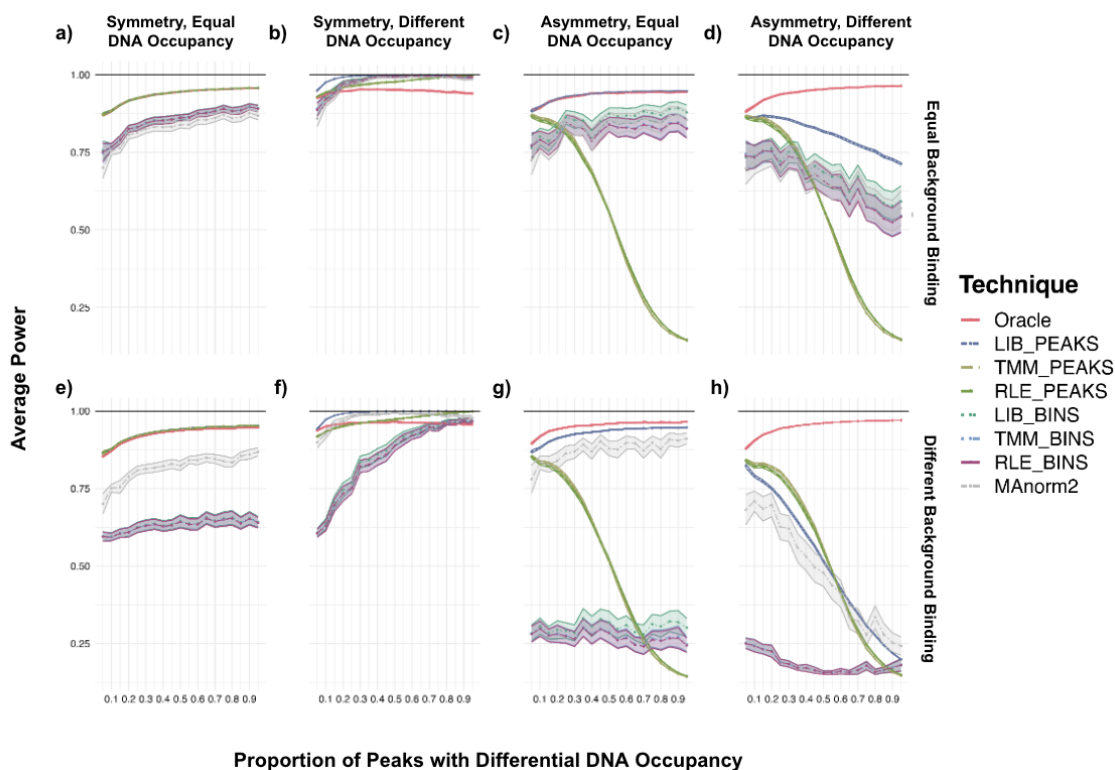 a) Symmetry, Equal DNA Occupancy
b) Symmetry, Different DNA Occupancy
c) Asymmetry, Equal DNA Occupancy
d) Asymmetry, Different DNA Occupancy
1.00
0.75
0.50
0.25
Equal Background Binding
Average Power
Technique
Oracle
LIB_PEAKS
TMM_PEAKS
RLE_PEAKS
LIB_BINS
TMM_BINS
RLE_BINS
MAnorm2
e)
f)
g)
h)
1.00
0.75
0.50
0.25
Different Background Binding
0.1 0.2 0.3 0.4 0.5 0.6 0.7 0.8 0.9
0.1 0.2 0.3 0.4 0.5 0.6 0.7 0.8 0.9
0.1 0.2 0.3 0.4 0.5 0.6 0.7 0.8 0.9
0.1 0.2 0.3 0.4 0.5 0.6 0.7 0.8 0.9
Proportion of Peaks with Differential DNA Occupancy